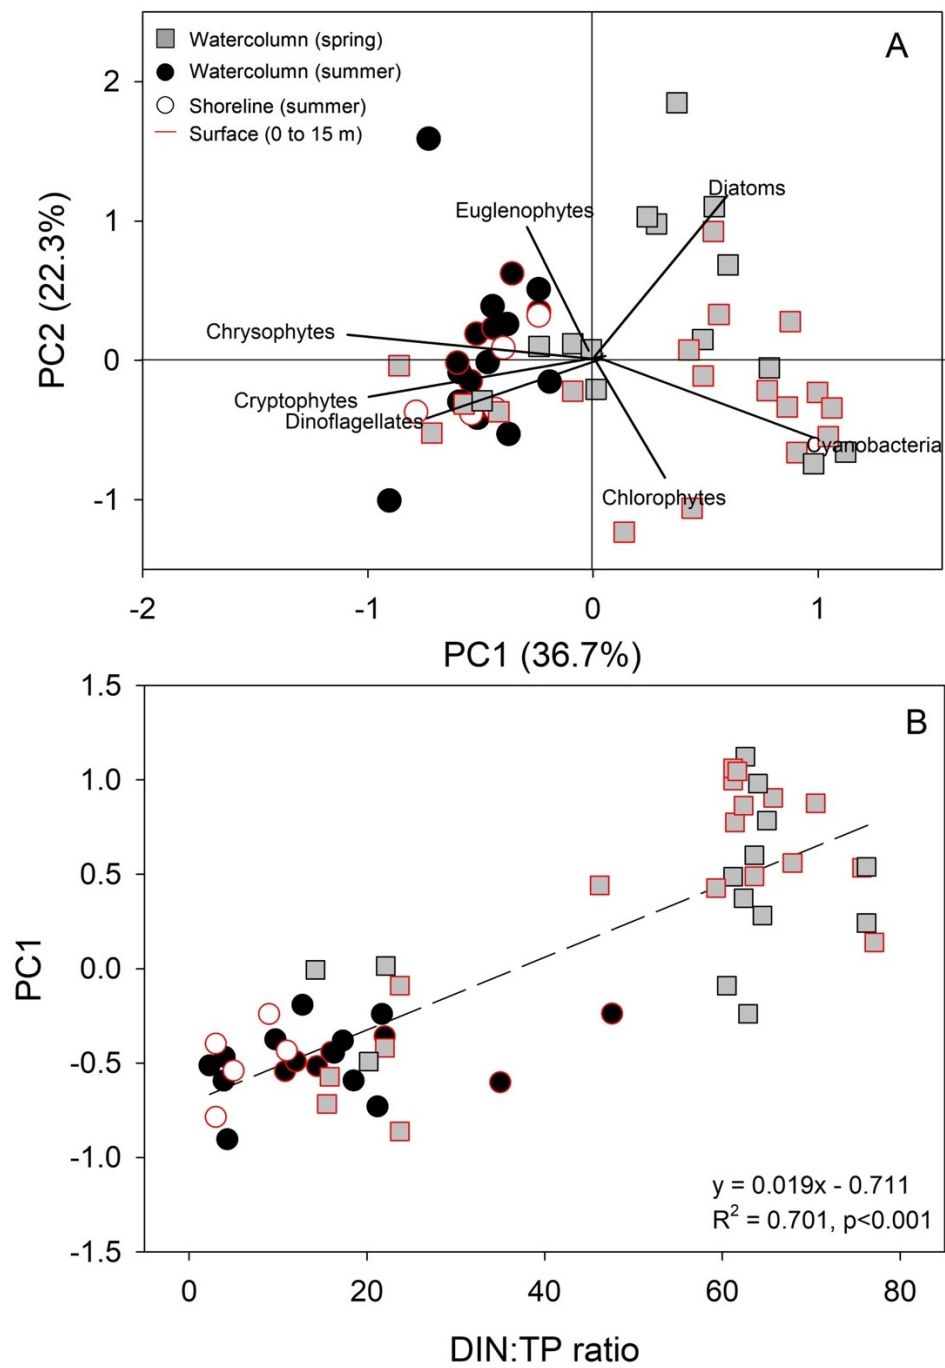 A
Watercolumn (spring)
Watercolumn (summer)
Shoreline (summer)
Surface (0 to 15 m)
2
1
0
-1
PC2 (22.3%)
Diatoms
Euglenophytes
Chrysophytes
Cryptophytes
Dinoflagellates
Cyanobacteria
Chlorophytes
-2
-1
0
1
PC1 (36.7%)
B
1.5
1.0
0.5
0.0
-0.5
-1.0
-1.5
PC1
y = 0.019x - 0.711
R² = 0.701, p<0.001
0
20
40
60
80
DIN:TP ratio